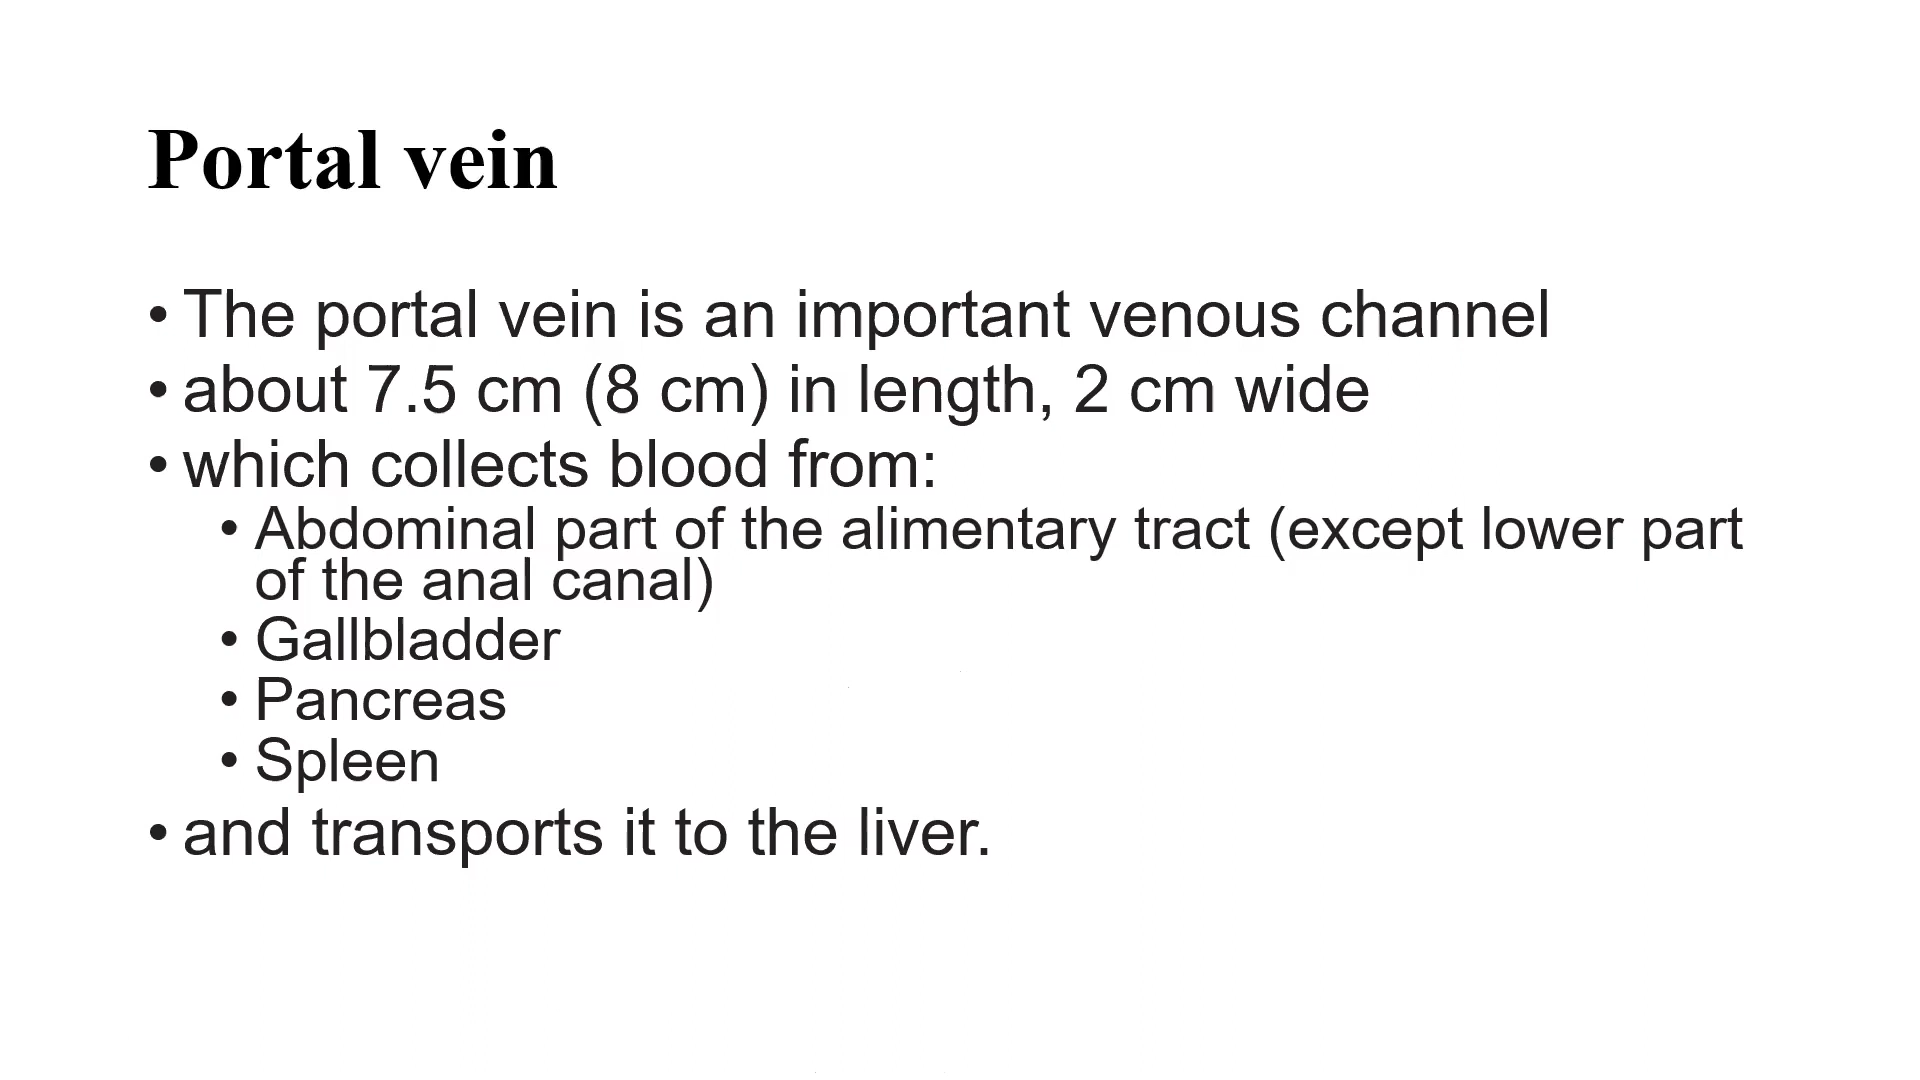 Portal vein
• The portal vein is an important venous channel
• about 7.5 cm (8 cm) in length, 2 cm wide
• which collects blood from:
• Abdominal part of the alimentary tract (except lower part
of the anal canal)
• Gallbladder
• Pancreas
• Spleen
• and transports it to the liver.